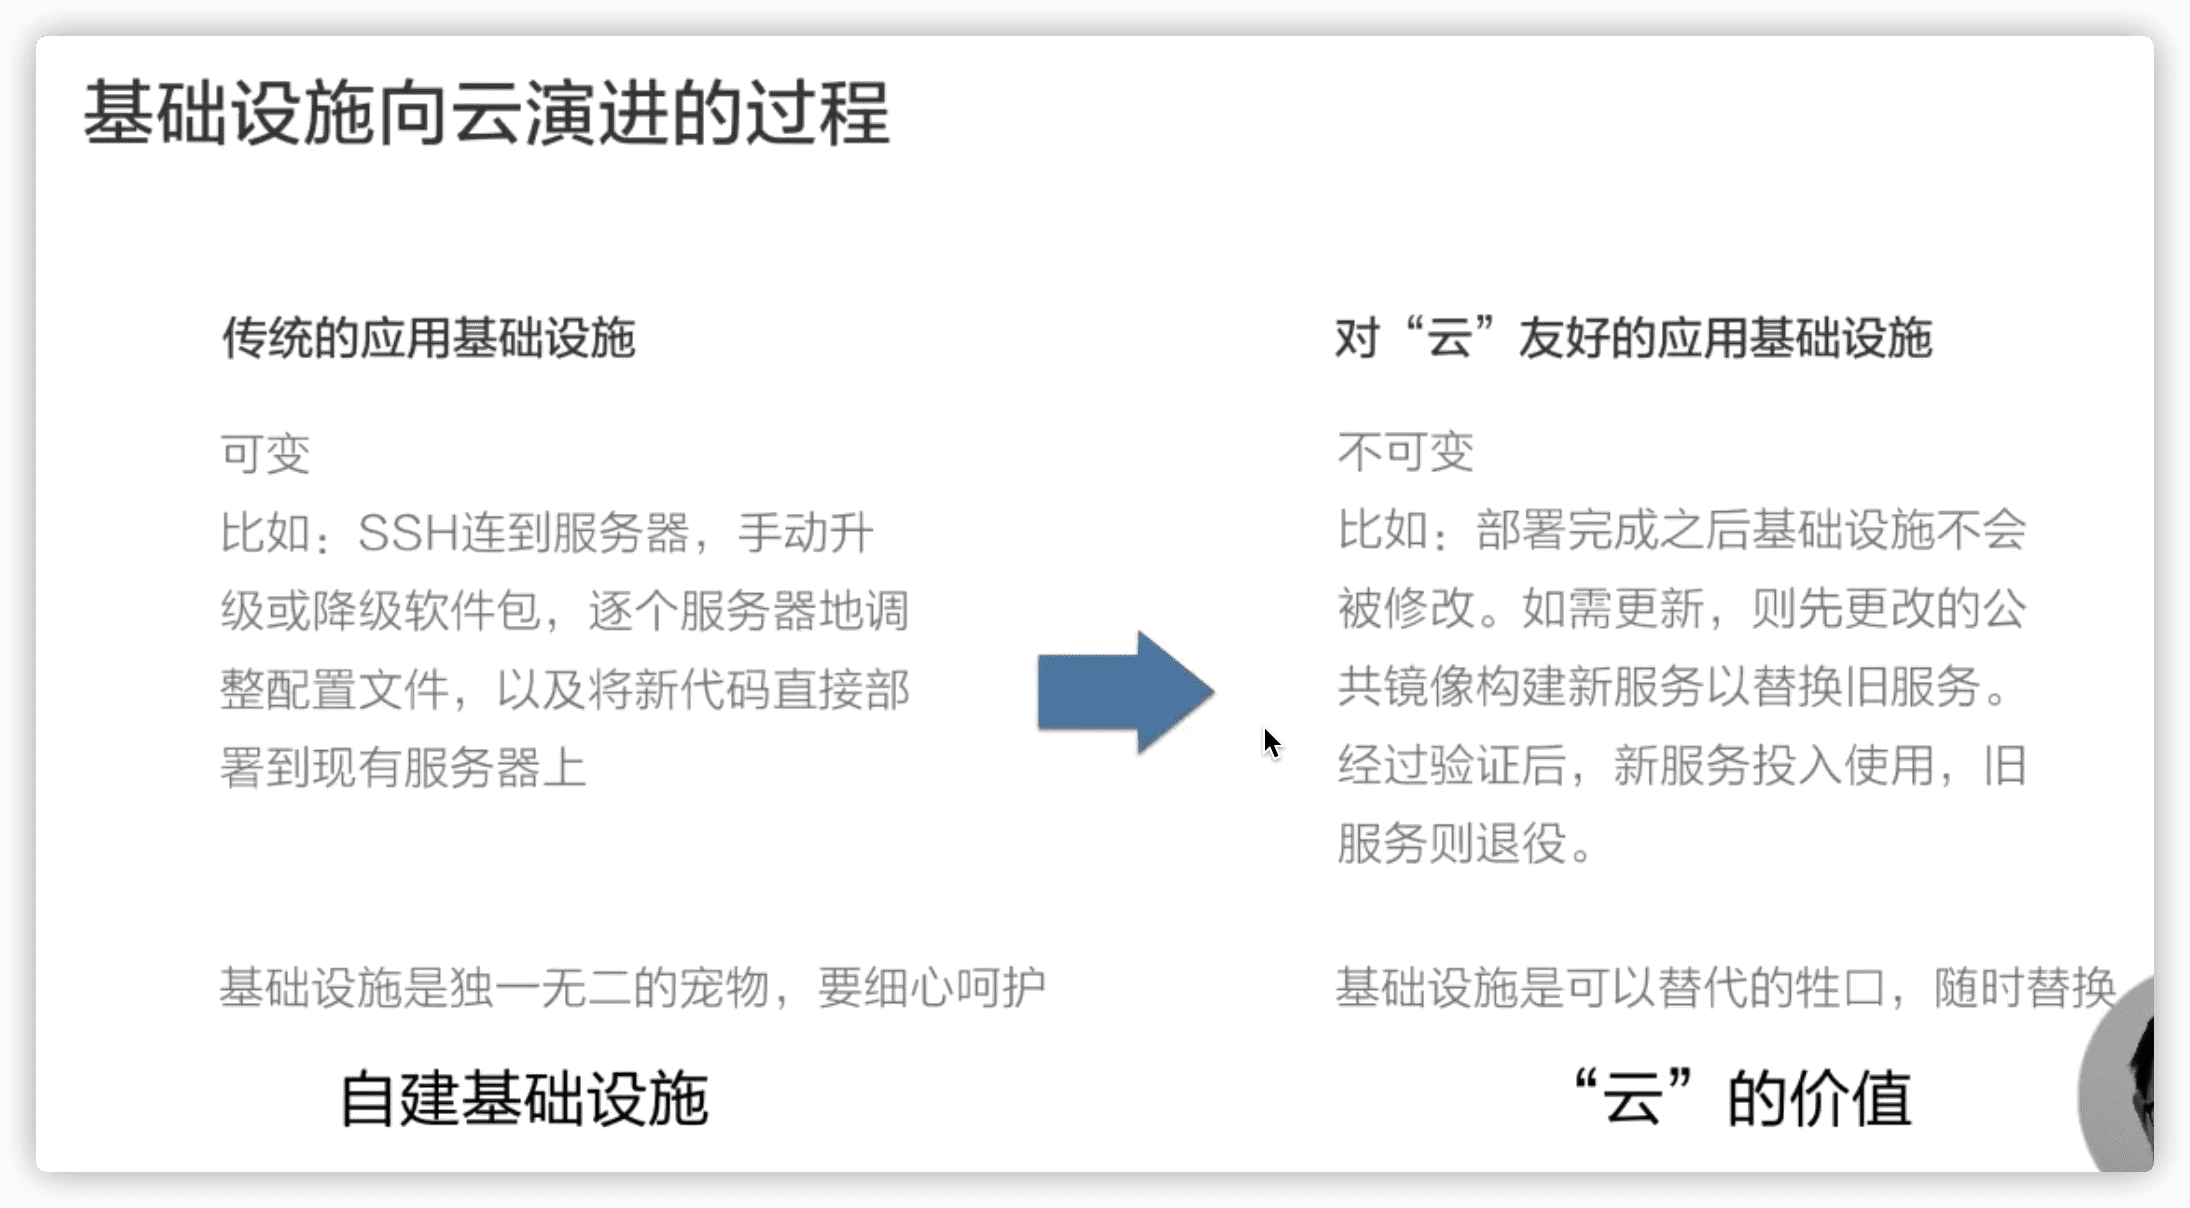 基础设施向云演进的过程
传统的应用基础设施
可变
比如：SSH连到服务器，手动升
级或降级软件包，逐个服务器地调
整配置文件，以及将新代码直接部
署到现有服务器上
基础设施是独一无二的宠物，要细心呵护
自建基础设施
对“云”友好的应用基础设施
不可变
比如：部署完成之后基础设施不会
被修改。如需更新，则先更改的公
共镜像构建新服务以替换旧服务。
经过验证后，新服务投入使用，旧
服务则退役。
基础设施是可以替代的牲口，随时替换
“云”的价值